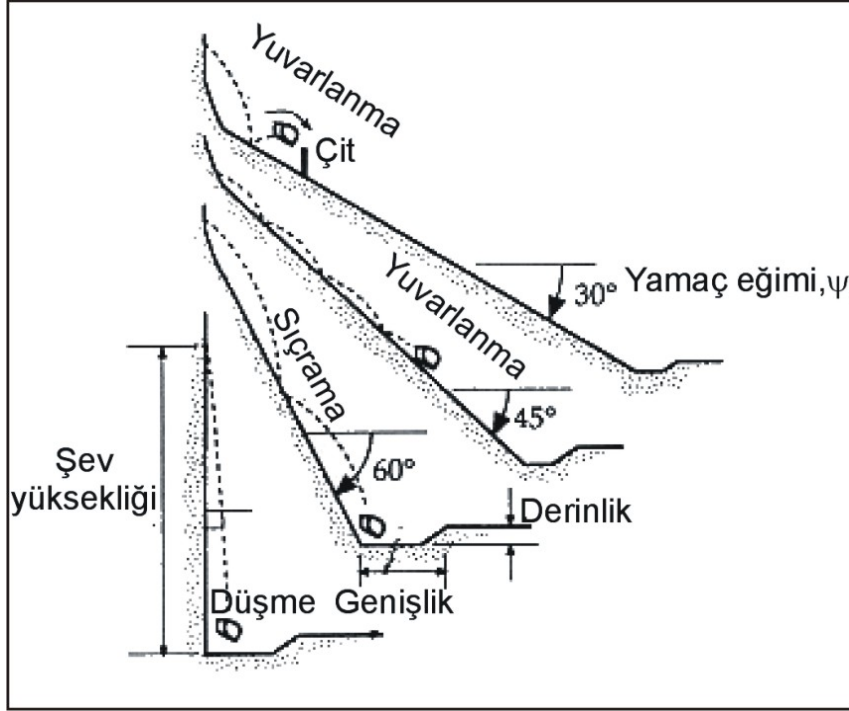 Yuvarlanma
Çit
30° Yamaç eğimi,ψ
Yuvarlanma
45°
Sıçrama
60°
Şev
yüksekliği
Derinlik
Düşme Genişlik